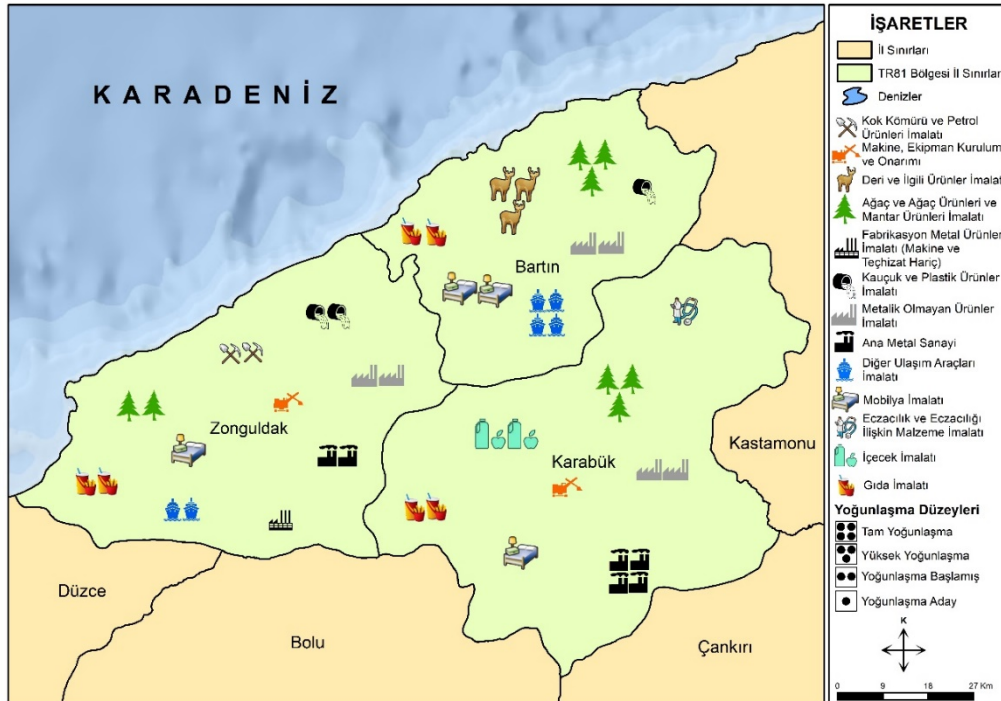 KARADENİZ
Bartın
Zonguldak
Karabük
Kastamonu
Düzce
Bolu
Çankırı
İŞARETLER
İl Sınırları
TR81 Bölgesi İl Sınırları
Denizler
Kok Kömürü ve Petrol
Ürünleri İmalatı
Makine, Ekipman Kurulum
ve Onarımı
Deri ve İlgili Ürünler İmalatı
Ağaç ve Ağaç Ürünleri ve
Mantar Ürünleri İmalatı
Fabrikasyon Metal Ürünler
İmalatı (Makine ve
Teçhizat Hariç)
Kauçuk ve Plastik Ürünler
İmalatı
Metalik Olmayan Ürünler
İmalatı
Ana Metal Sanayi
Diğer Ulaşım Araçları
İmalatı
Mobilya İmalatı
Eczacılık ve Eczacılığı
İlişkin Malzeme İmalatı
İçecek İmalatı
Gıda İmalatı
Yoğunlaşma Düzeyleri
Tam Yoğunlaşma
Yüksek Yoğunlaşma
Yoğunlaşma Başlamış
Yoğunlaşma Aday
K
0 9 18 27 Km